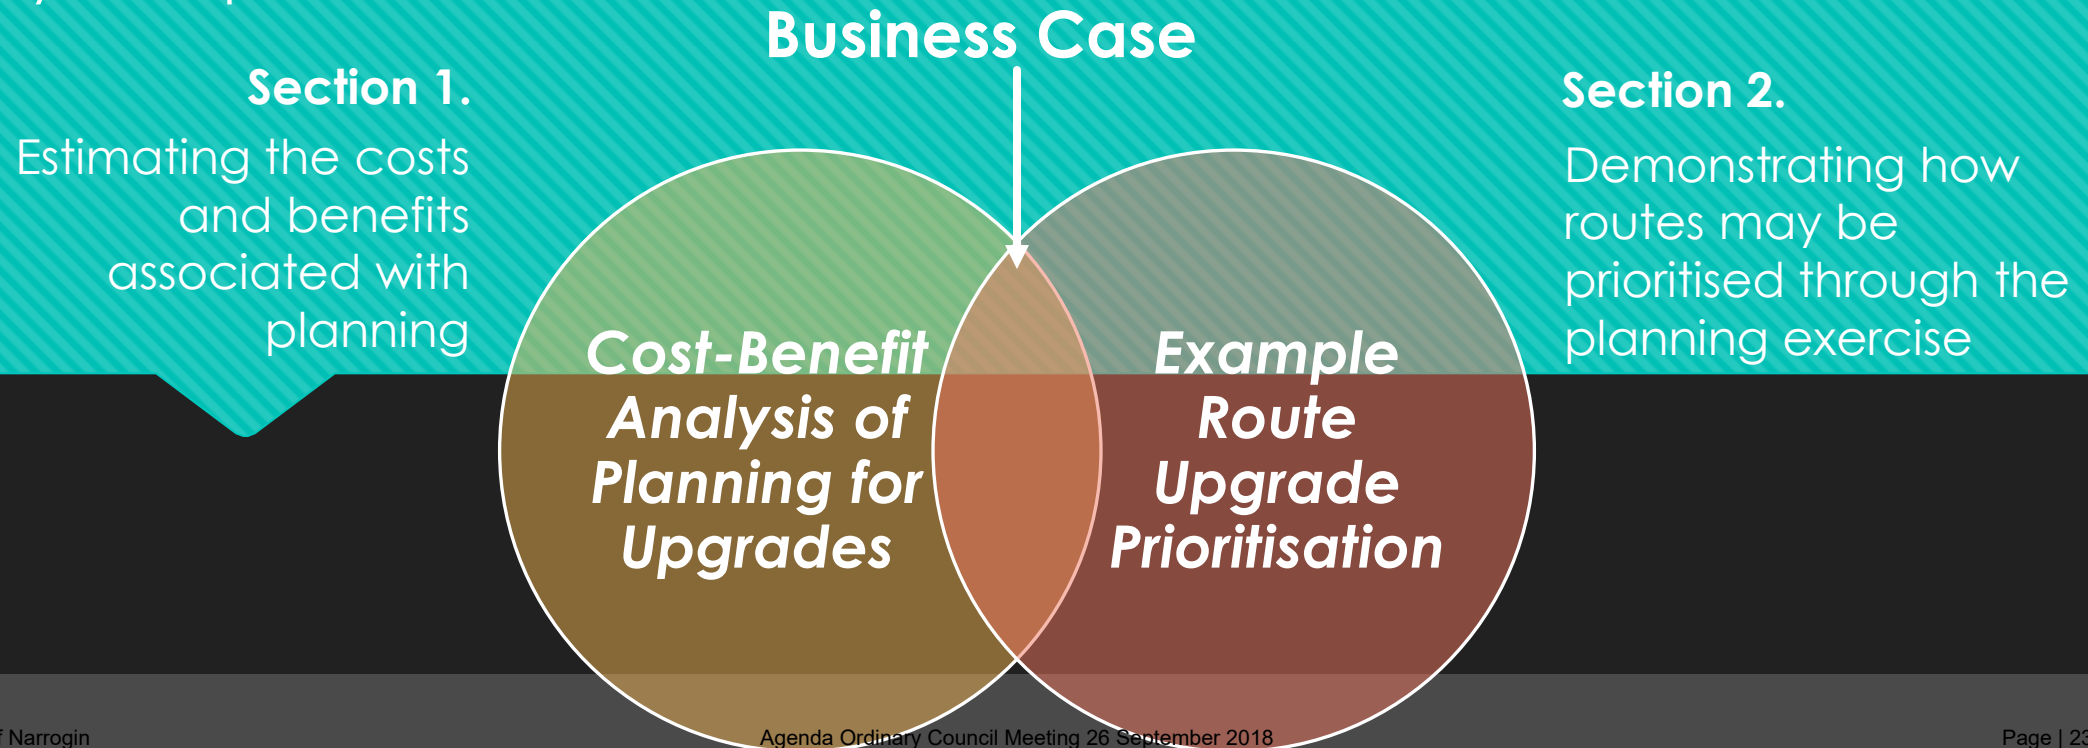 Business Case
Section 1.
Estimating the costs
and benefits
associated with
planning
Cost-Benefit
Analysis of
Planning for
Upgrades
Example
Route
Upgrade
Prioritisation
Section 2.
Demonstrating how
routes may be
prioritised through the
planning exercise
Narrogin
Agenda Ordinary Council Meeting 26 September 2018
Page | 23